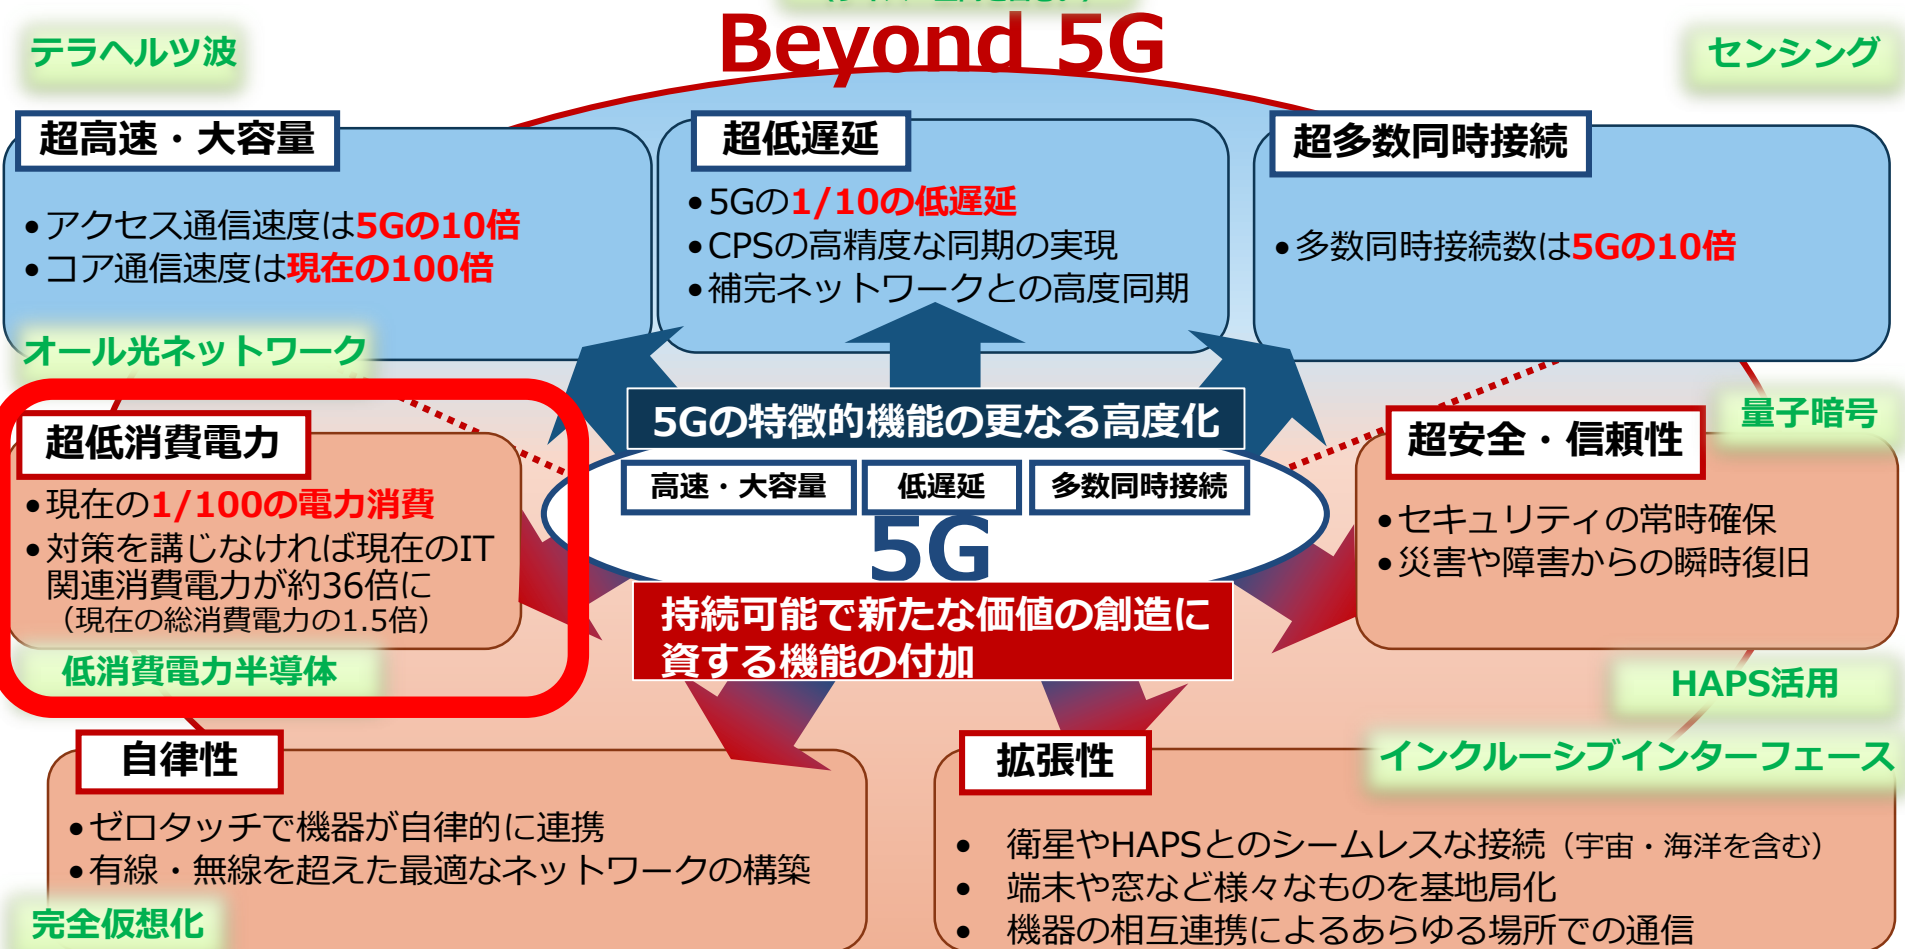 Beyond 5G
テラヘルツ波
センシング
超高速・大容量
•アクセス通信速度は5Gの10倍
•コア通信速度は現在の100倍
超低遅延
•5Gの1/10の低遅延
•CPSの高精度な同期の実現
•補完ネットワークとの高度同期
超多数同時接続
•多数同時接続数は5Gの10倍
オール光ネットワーク
5Gの特徴的機能の更なる高度化
高速・大容量
低遅延
多数同時接続
5G
持続可能で新たな価値の創造に
資する機能の付加
超低消費電力
•現在の1/100の電力消費
•対策を講じなければ現在のIT
関連消費電力が約36倍に
（現在の総消費電力の1.5倍）
低消費電力半導体
量子暗号
超安全・信頼性
•セキュリティの常時確保
•災害や障害からの瞬時復旧
HAPS活用
自律性
•ゼロタッチで機器が自律的に連携
•有線・無線を超えた最適なネットワークの構築
完全仮想化
拡張性
インクルーシブインターフェース
• 衛星やHAPSとのシームレスな接続（宇宙・海洋を含む）
• 端末や窓など様々なものを基地局化
• 機器の相互連携によるあらゆる場所での通信